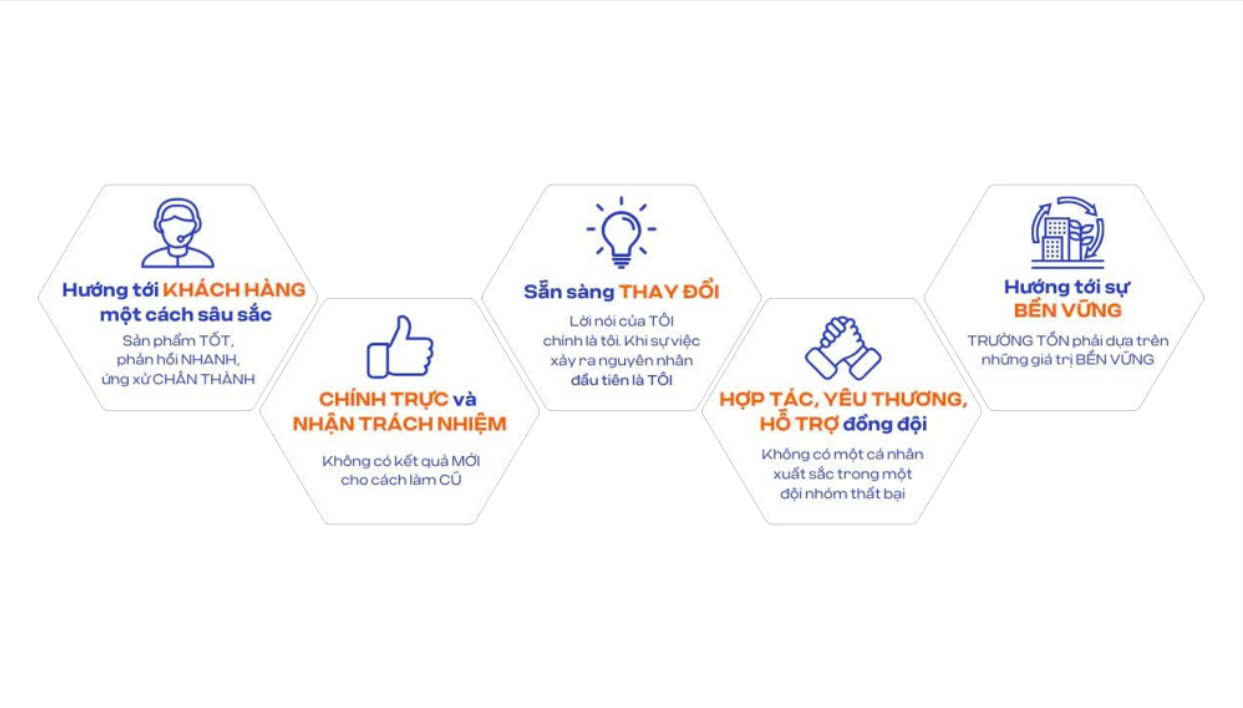 Hướng tới KHÁCH HÀNG
một cách sâu sắc
Sản phẩm TỐT,
phản hồi NHANH,
ứng xử CHÂN THÀNH
CHÍNH TRỰC và
NHẬN TRÁCH NHIỆM
Không có kết quả MỚI
cho cách làm CŨ
Sẵn sàng THAY ĐỔI
Lời nói của TÔI
chính là tôi. Khi sự việc
xảy ra nguyên nhân
đầu tiên là TÔI
HỢP TÁC, YÊU THƯƠNG,
HỖ TRỢ đồng đội
Không có một cá nhân
xuất sắc trong một
đội nhóm thất bại
Hướng tới sự
BỀN VỮNG
TRƯỜNG TỒN phải dựa trên
những giá trị BỀN VỮNG